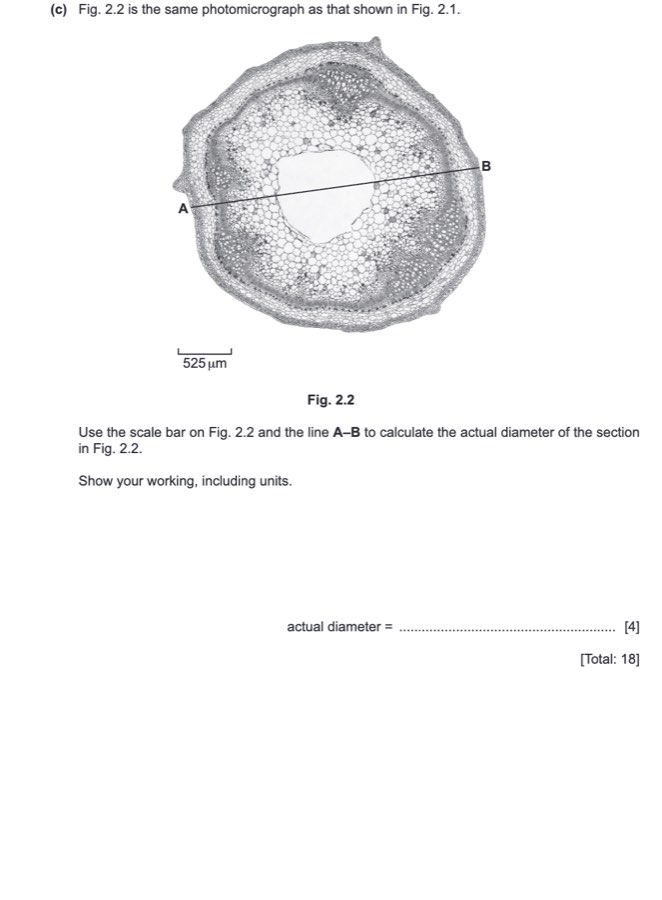 (c) Fig. 2.2 is the same photomicrograph as that shown in Fig. 2.1.
B
A
525 µm
Fig. 2.2
Use the scale bar on Fig. 2.2 and the line A–B to calculate the actual diameter of the section
in Fig. 2.2.
Show your working, including units.
actual diameter = ............................................................ [4]
[Total: 18]